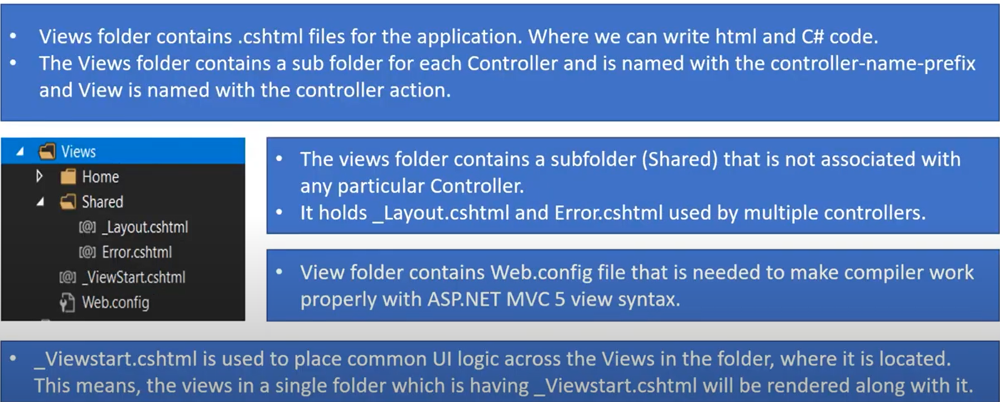 • Views folder contains .cshtml files for the application. Where we can write html and C# code.
• The Views folder contains a sub folder for each Controller and is named with the controller-name-prefix
and View is named with the controller action.
Views
Home
Shared
_Layout.cshtml
Error.cshtml
_ViewStart.cshtml
Web.config
• The views folder contains a subfolder (Shared) that is not associated with
any particular Controller.
• It holds _Layout.cshtml and Error.cshtml used by multiple controllers.
• View folder contains Web.config file that is needed to make compiler work
properly with ASP.NET MVC 5 view syntax.
• _Viewstart.cshtml is used to place common UI logic across the Views in the folder, where it is located.
This means, the views in a single folder which is having _Viewstart.cshtml will be rendered along with it.